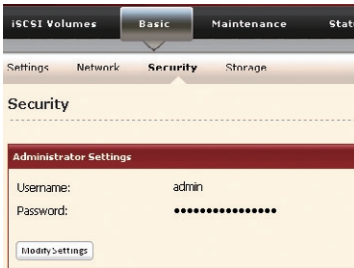 iSCSI Volumes Basic Maintenance Stat
Settings Network Security Storage
Security
Administrator Settings
Username: admin
Password: ●●●●●●●●●●●●●●●●
Modify Settings